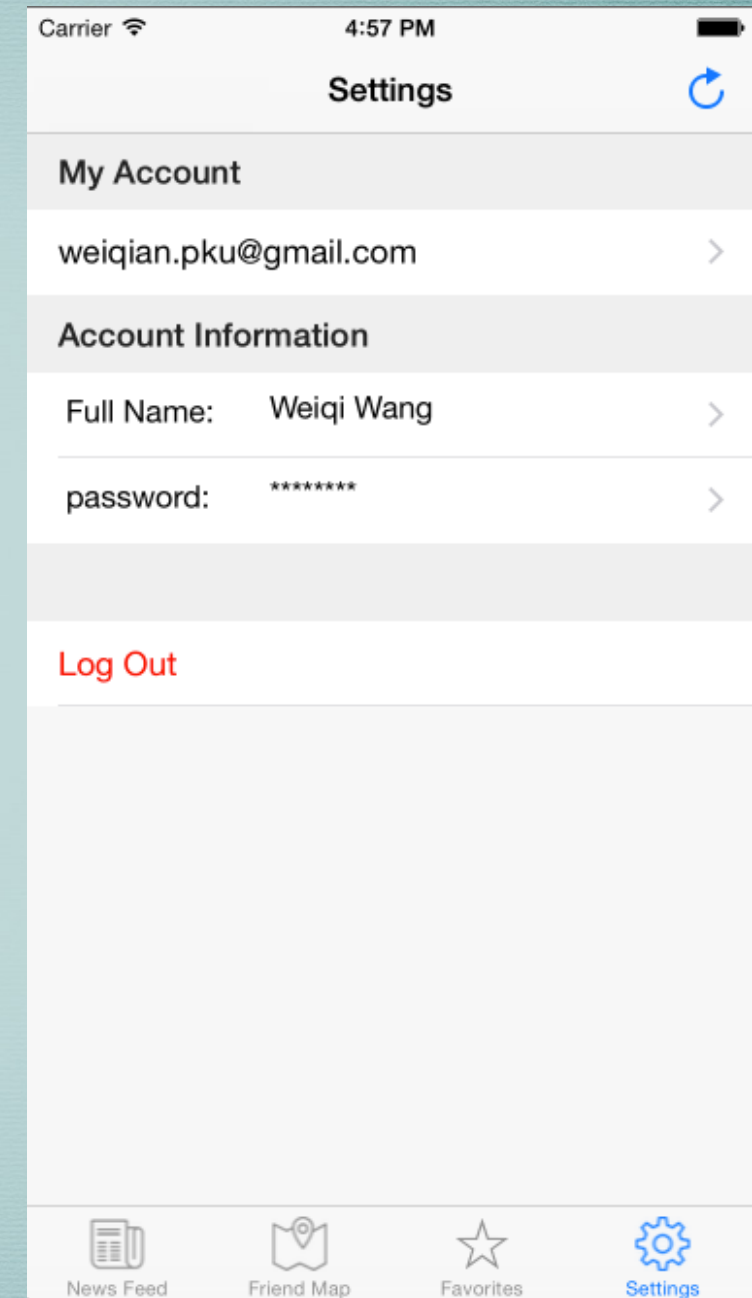 Carrier 4:57 PM
Settings
My Account
weiqian.pku@gmail.com
Account Information
Full Name: Weiqi Wang
password: ********
Log Out
News Feed Friend Map Favorites Settings